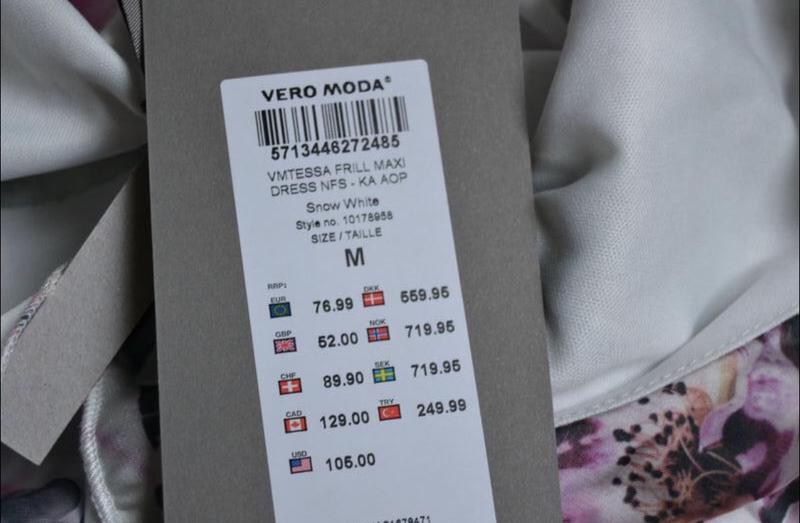 VERO MODA®
5713446272485
VMTESSA FRILL MAXI
DRESS NFS - KA AOP
Snow White
Style no. 10178958
SIZE / TAILLE
M
RRP1
EUR 76.99 DKK 559.95
GBP 52.00 NOK 719.95
CHF 89.90 SEK 719.95
CAD 129.00 TRY 249.99
USD 105.00